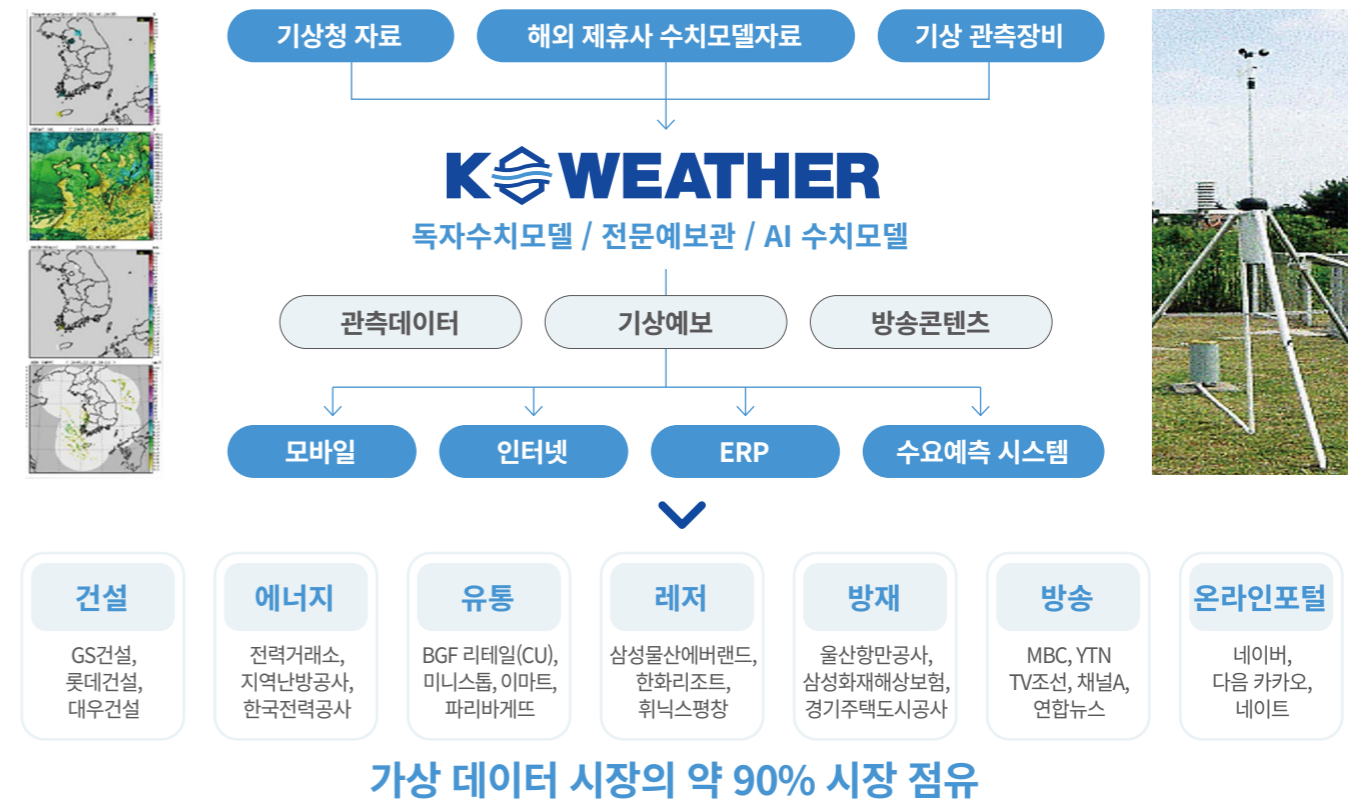 기상청 자료
해외 제휴사 수치모델자료
기상 관측장비
K WEATHER
독자수치모델 / 전문예보관 / AI 수치모델
관측데이터
기상예보
방송콘텐츠
모바일
인터넷
ERP
수요예측 시스템
건설
GS건설,
롯데건설,
대우건설
에너지
전력거래소,
지역난방공사,
한국전력공사
유통
BGF 리테일(CU),
미니스톱, 이마트,
파리바게뜨
레저
삼성물산에버랜드,
한화리조트,
휘닉스평창
방재
울산항만공사,
삼성화재해상보험,
경기주택도시공사
방송
MBC, YTN
TV조선, 채널A,
연합뉴스
온라인포털
네이버,
다음 카카오,
네이트
가상 데이터 시장의 약 90% 시장 점유